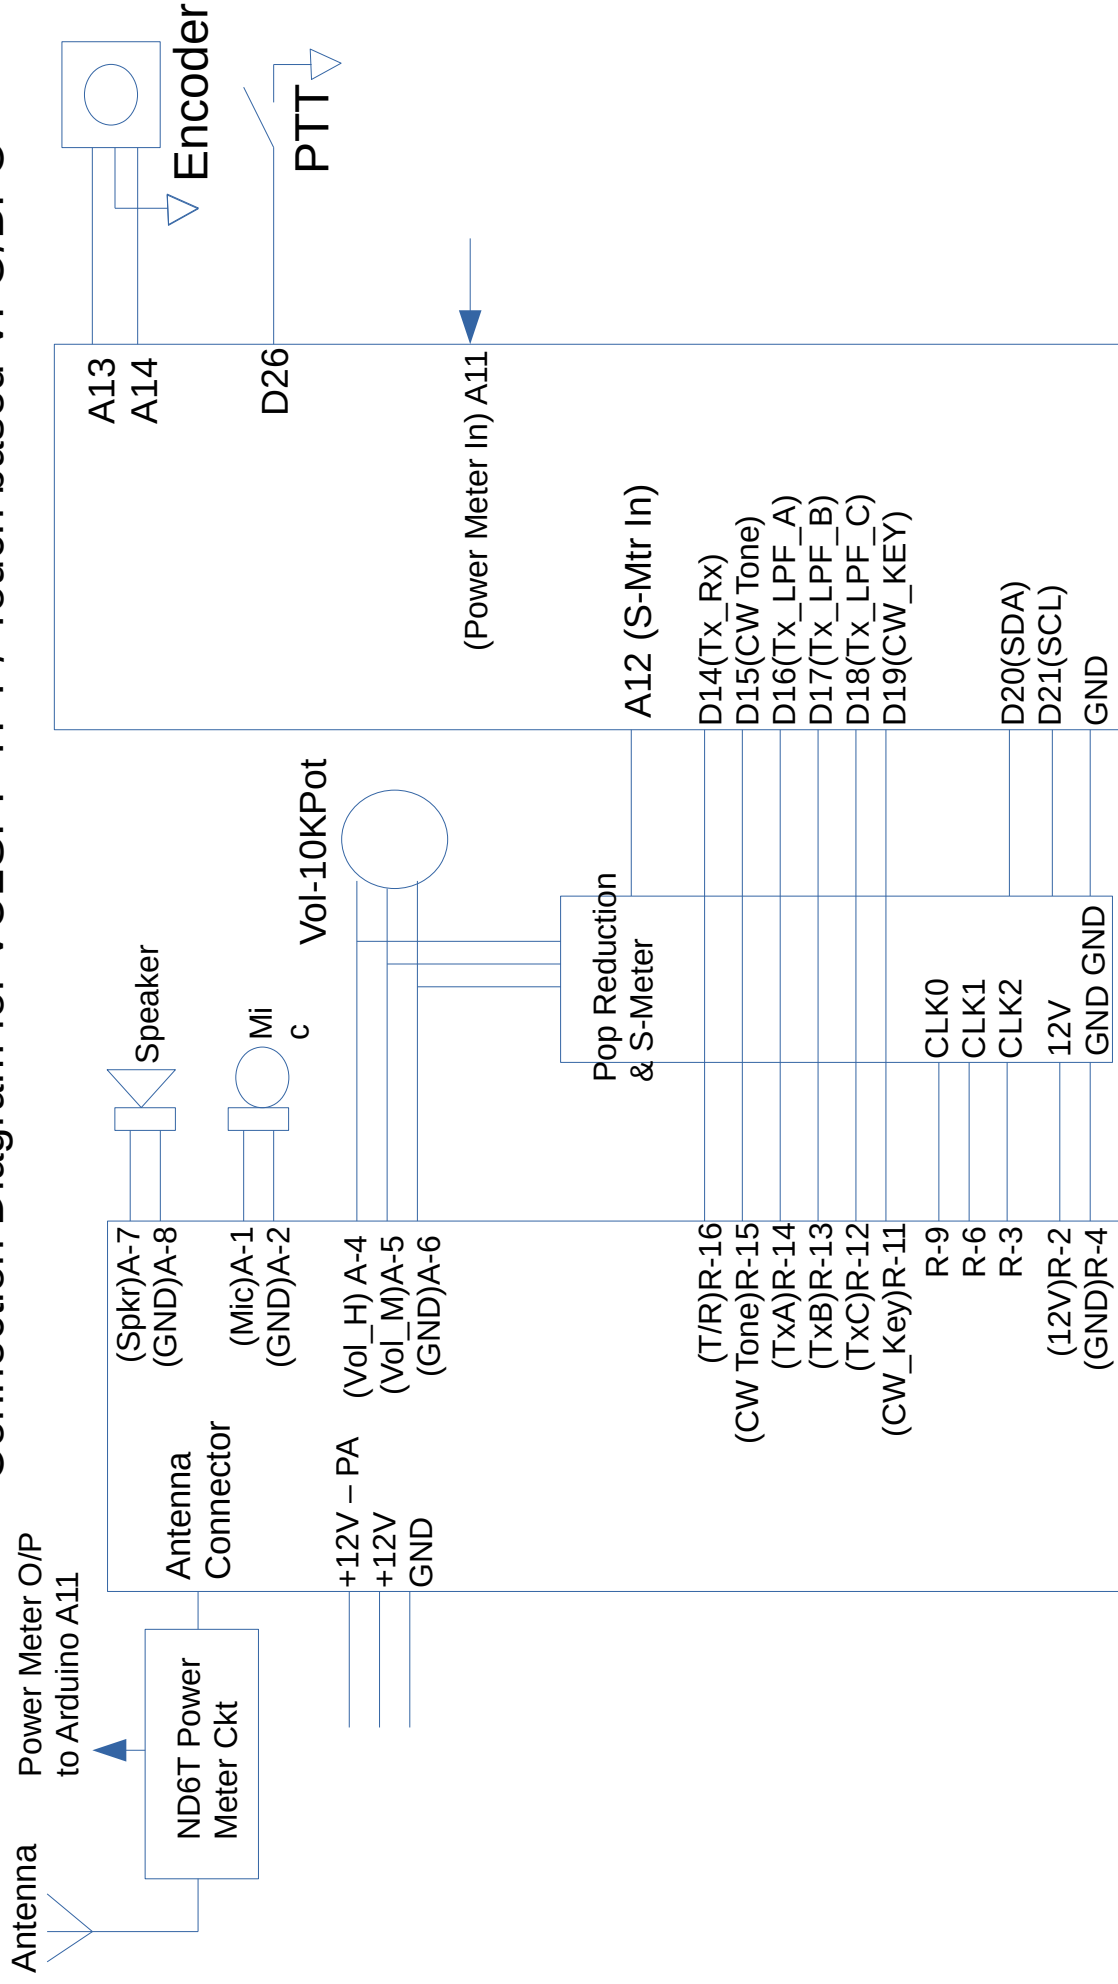 Connection Diagram for
Antenna
Power Meter O/P
to Arduino A11
ND6T Power
Meter Ckt
Antenna
Connector
+12V – PA
+12V
GND
(Spkr)A-7
(GND)A-8
(Mic)A-1
(GND)A-2
(Vol_H) A-4
(Vol_M)A-5
(GND)A-6
(T/R)R-16
(CW Tone)R-15
(TxA)R-14
(TxB)R-13
(TxC)R-12
(CW_Key)R-11
R-9
R-6
R-3
(12V)R-2
(GND)R-4
Speaker
Mi
c
Vol-10KPot
Pop Reduction
& S-Meter
CLK0
CLK1
CLK2
12V
GND GND
A13
A14
D26
(Power Meter In) A11
A12 (S-Mtr In)
D14(Tx_Rx)
D15(CW Tone)
D16(Tx_LPF_A)
D17(Tx_LPF_B)
D18(Tx_LPF_C)
D19(CW_KEY)
D20(SDA)
D21(SCL)
GND
Encoder
PTT